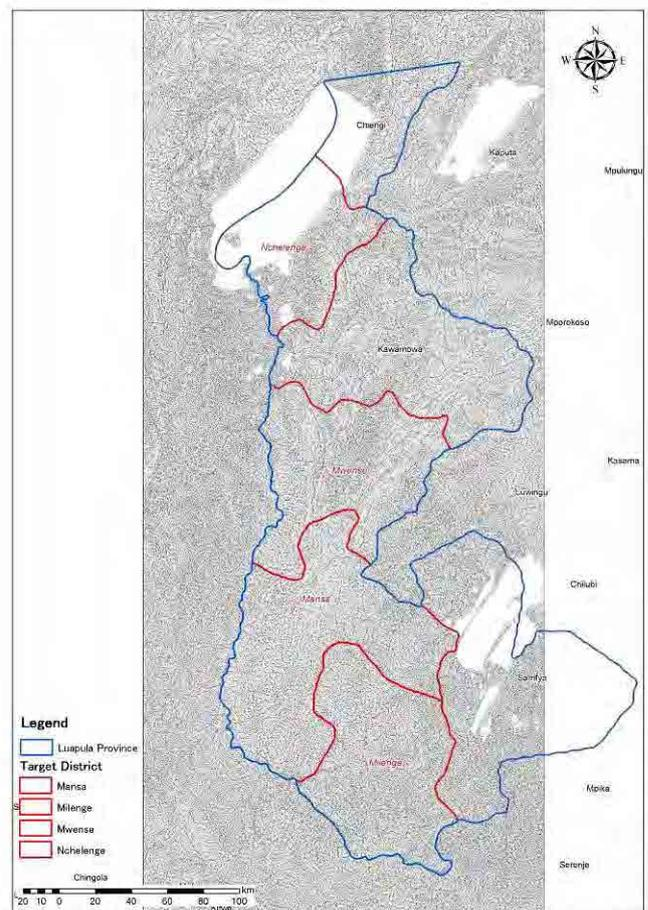 N
W E
S
Chiengi
Kaputa
Mpulungu
Nchelenge
Mporokoso
Kawambwa
Kasama
Mwense
Luwingu
Chilubi
Mansa
Samfya
Legend
Luapula Province
Target District
Milenge
Mansa
Mpika
S
Milenge
Mwense
Nchelenge
Serenje
Chingola
km
20 10 0 20 40 60 80 100